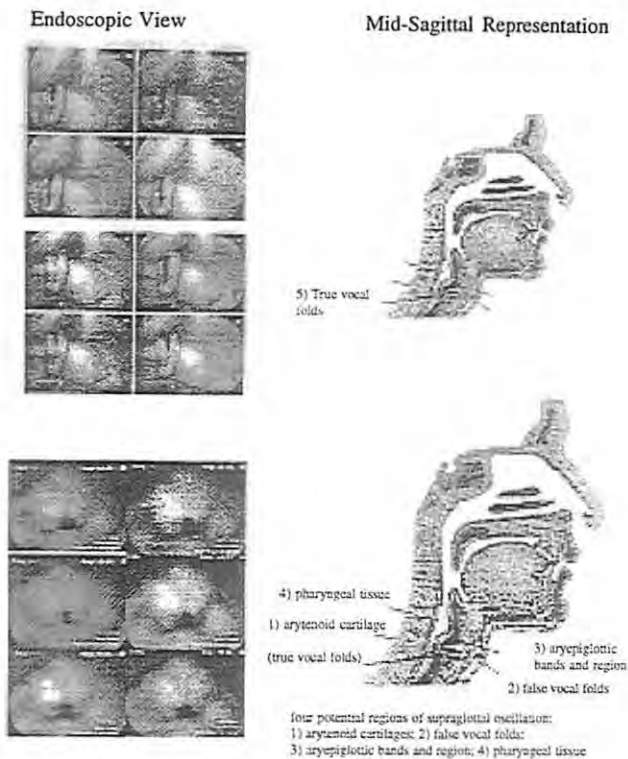 Endoscopic View
Mid-Sagittal Representation
5) True vocal
folds
4) pharyngeal tissue
1) arytenoid cartilage
(true vocal folds)
3) aryepiglottic
bands and region
2) false vocal folds
four potential regions of supraglottal oscillation:
1) arytenoid cartilages; 2) false vocal folds;
3) aryepiglottic bands and region; 4) pharyngeal tissue